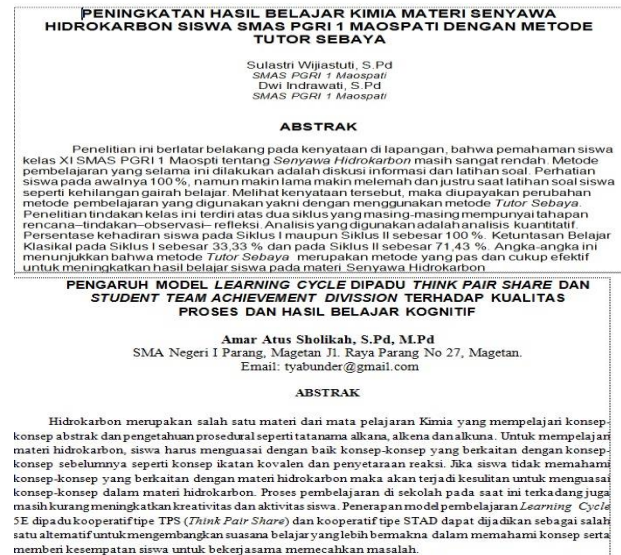 PENINGKATAN HASIL BELAJAR KIMIA MATERI SENYAWA
HIDROKARBON SISWA SMAS PGRI 1 MAOSPATI DENGAN METODE
TUTOR SEBAYA
Sulastri Wijiastuti, S.Pd
SMAS PGRI 1 Maospati
Dwi Indrawati, S.Pd
SMAS PGRI 1 Maospati
ABSTRAK
Penelitian ini berlatar belakang pada kenyataan di lapangan, bahwa pemahaman siswa
kelas XI SMAS PGRI 1 Maospti tentang Senyawa Hidrokarbon masih sangat rendah. Metode
pembelajaran yang selama ini dilakukan adalah diskusi informasi dan latihan soal. Perhatian
siswa pada awalnya 100%, namun makin lama makin melemah dan justru saat latihan soal siswa
seperti kehilangan gairah belajar. Melihat kenyataan tersebut, maka diupayakan perubahan
metode pembelajaran yang digunakan yakni dengan menggunakan metode Tutor Sebaya.
Penelitian tindakan kelas ini terdiri atas dua siklus yang masing-masing mempunyai tahapan
rencana–tindakan–observasi– refleksi. Analisis yang digunakan adalah analisis kuantitatif.
Persentase kehadiran siswa pada Siklus I maupun Siklus II sebesar 100 %. Ketuntasan Belajar
Klasikal pada Siklus I sebesar 33,33 % dan pada Siklus II sebesar 71,43 %. Angka-angka ini
menunjukkan bahwa metode Tutor Sebaya merupakan metode yang pas dan cukup efektif
untuk meningkatkan hasil belajar siswa pada materi Senyawa Hidrokarbon
PENGARUH MODEL LEARNING CYCLE DIPADU THINK PAIR SHARE DAN
STUDENT TEAM ACHIEVEMENT DIVISSION TERHADAP KUALITAS
PROSES DAN HASIL BELAJAR KOGNITIF
Amar Atus Sholikah, S.Pd, M.Pd
SMA Negeri I Parang, Magetan Jl. Raya Parang No 27, Magetan.
Email: tyabunder@gmail.com
ABSTRAK
Hidrokarbon merupakan salah satu materi dari mata pelajaran Kimia yang mempelajari konsep-
konsep abstrak dan pengetahuan prosedural seperti tatanama alkana, alkena dan alkuna. Untuk mempelajari
materi hidrokarbon, siswa harus menguasai dengan baik konsep-konsep yang berkaitan dengan konsep-
konsep sebelumnya seperti konsep ikatan kovalen dan penyetaraan reaksi. Jika siswa tidak memahami
konsep-konsep yang berkaitan dengan materi hidrokarbon maka akan terjadi kesulitan untuk menguasai
konsep-konsep dalam materi hidrokarbon. Proses pembelajaran di sekolah pada saat ini terkadang juga
masih kurang meningkatkan kreativitas dan aktivitas siswa. Penerapan model pembelajaran Learning Cycle
5E dipadu kooperatif tipe TPS (Think Pair Share) dan kooperatif tipe STAD dapat dijadikan sebagai salah
satu alternatif untuk mengembangkan suasana belajar yang lebih bermakna dalam memahami konsep serta
memberi kesempatan siswa untuk bekerjasama memecahkan masalah.